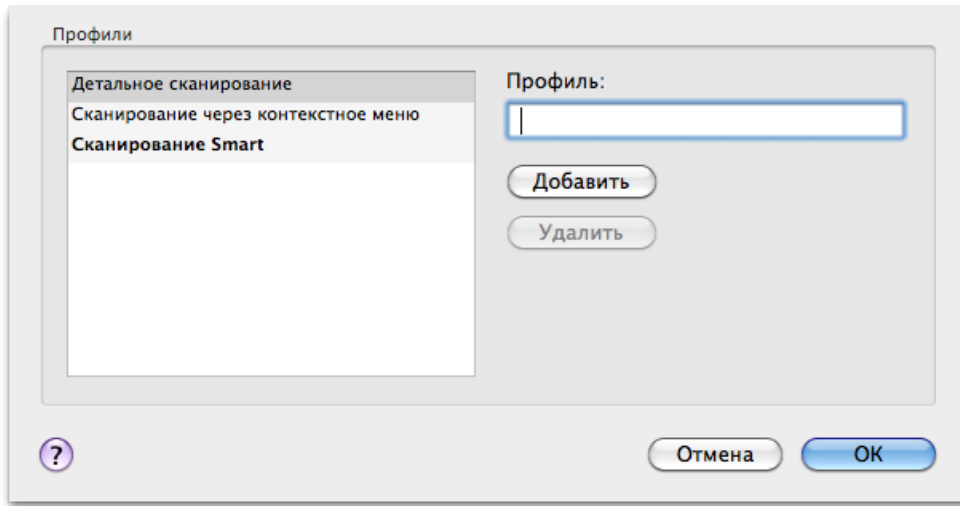 Профили
Детальное сканирование
Сканирование через контекстное меню
Сканирование Smart
Профиль:
Добавить
Удалить
?
Отмена
OK